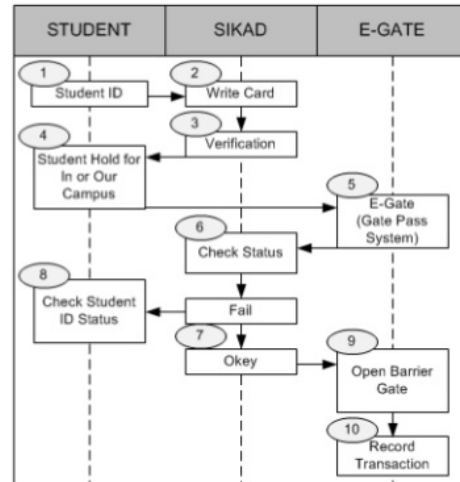 STUDENT
SIKAD
E-GATE
1
Student ID
2
Write Card
3
Verification
4
Student Hold for
In or Our
Campus
5
E-Gate
(Gate Pass
System)
6
Check Status
8
Check Student
ID Status
Fail
7
Okey
9
Open Barrier
Gate
10
Record
Transaction